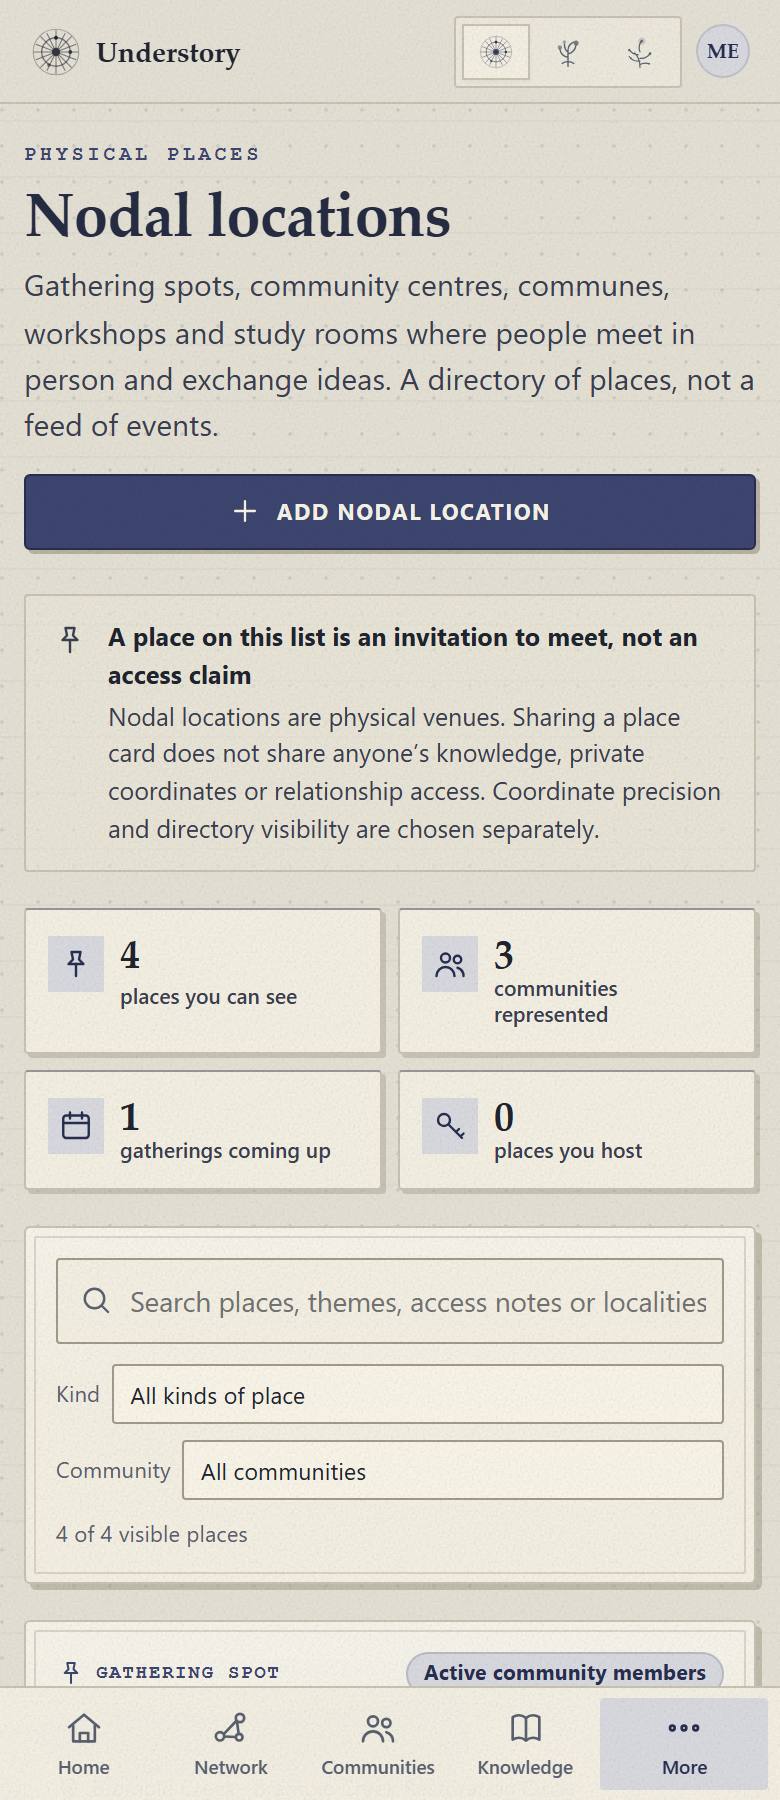 Understory
ME
PHYSICAL PLACES
Nodal locations
Gathering spots, community centres, communes,
workshops and study rooms where people meet in
person and exchange ideas. A directory of places, not a
feed of events.
ADD NODAL LOCATION
A place on this list is an invitation to meet, not an
access claim
Nodal locations are physical venues. Sharing a place
card does not share anyone’s knowledge, private
coordinates or relationship access. Coordinate precision
and directory visibility are chosen separately.
4
places you can see
3
communities
represented
1
gatherings coming up
0
places you host
Search places, themes, access notes or localities
Kind
All kinds of place
Community
All communities
4 of 4 visible places
GATHERING SPOT
Active community members
Home
Network
Communities
Knowledge
More